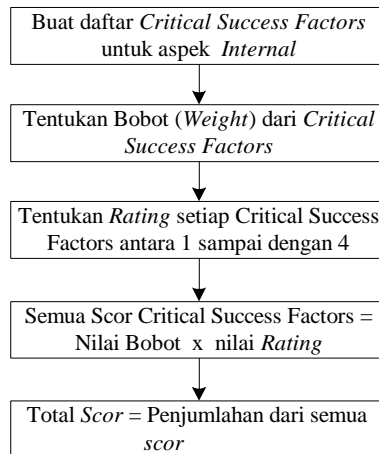 Buat daftar Critical Success Factors
untuk aspek Internal
Tentukan Bobot (Weight) dari Critical
Success Factors
Tentukan Rating setiap Critical Success
Factors antara 1 sampai dengan 4
Semua Scor Critical Success Factors =
Nilai Bobot x nilai Rating
Total Scor = Penjumlahan dari semua
scor